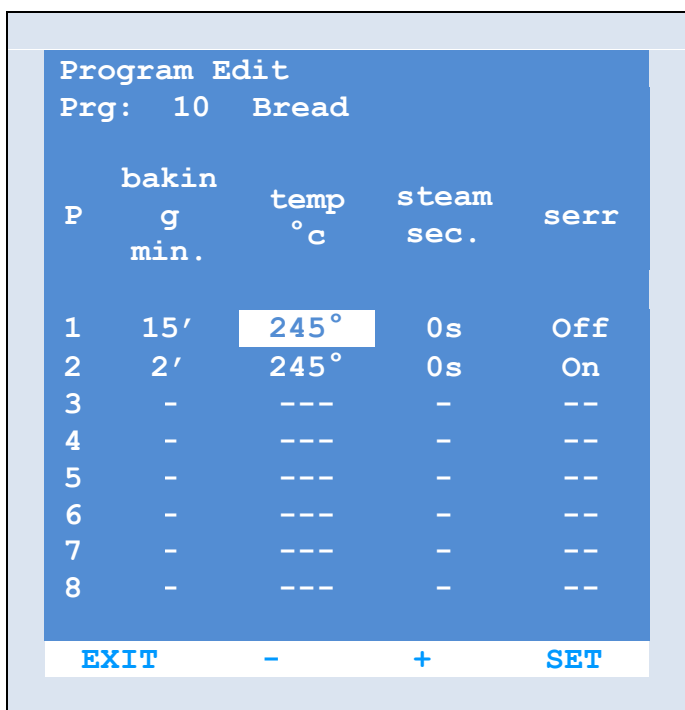 Program Edit
Prg: 10 Bread
P bakin g min. temp °c steam sec. serr
1 15′ 245° 0s Off
2 2′ 245° 0s On
3 - --- - --
4 - --- - --
5 - --- - --
6 - --- - --
7 - --- - --
8 - --- - --
EXIT - + SET